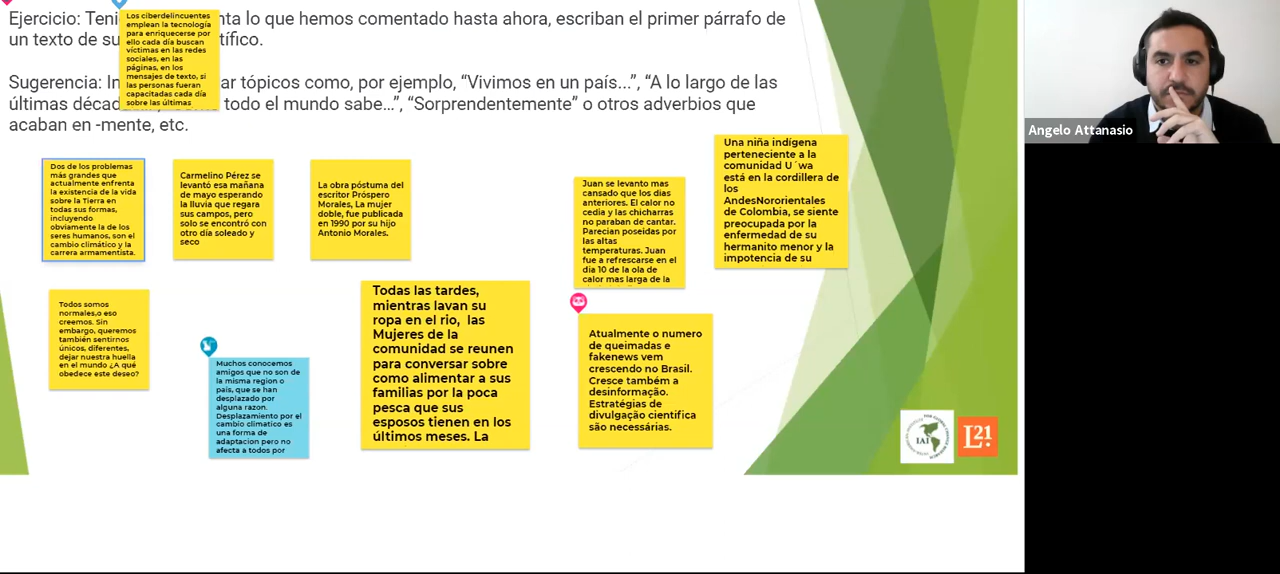 Ejercicio: Teni nta lo que hemos comentado hasta ahora, escriban el primer párrafo de
un texto de su tífico.
Sugerencia: In ar tópicos como, por ejemplo, “Vivimos en un país...”, “A lo largo de las
últimas décad todo el mundo sabe…”, “Sorprendentemente” o otros adverbios que
acaban en -mente, etc.
Los ciberdelincuentes
emplean la tecnología
para enriquecerse por
ello cada día buscan
víctimas en las redes
sociales, en las
páginas, en los
mensajes de texto, si
las personas fueran
capacitadas cada día
sobre las últimas
Dos de los problemas
más grandes que
actualmente enfrenta
la existencia de la vida
sobre la Tierra en
todas sus formas,
incluyendo
obviamente la de los
seres humanos, son el
cambio climático y la
carrera armamentista.
Carmelino Pérez se
levantó esa mañana
de mayo esperando
la lluvia que regara
sus campos, pero
solo se encontró con
otro día soleado y
seco
La obra póstuma del
escritor Próspero
Morales, La mujer
doble, fue publicada
en 1990 por su hijo
Antonio Morales.
Juan se levanto mas
cansado que los dias
anteriores. El calor no
cedia y las chicharras
no paraban de cantar.
Parecian poseidas por
las altas
temperaturas. Juan
fue a refrescarse en el
dia 10 de la ola de
calor mas larga de la
Una niña indígena
perteneciente a la
comunidad U´wa
está en la cordillera de
los
AndesNororientales
de Colombia, se siente
preocupada por la
enfermedad de su
hermanito menor y la
impotencia de su
Todos somos
normales,o eso
creemos. Sin
embargo, queremos
también sentirnos
únicos, diferentes,
dejar nuestra huella
en el mundo ¿A qué
obedece este deseo?
Muchos conocemos
amigos que no son de
la misma region o
pais, que se han
desplazado por
alguna razon.
Desplazamiento por el
cambio climatico es
una forma de
adaptacion pero no
afecta a todos por
Todas las tardes,
mientras lavan su
ropa en el rio, las
Mujeres de la
comunidad se reunen
para conversar sobre
como alimentar a sus
familias por la poca
pesca que sus
esposos tienen en los
últimos meses. La
Atualmente o numero
de queimadas e
fakenews vem
crescendo no Brasil.
Cresce também a
desinformação.
Estratégias de
divulgação cientifica
são necessárias.
IAI
L21
Angelo Attanasio